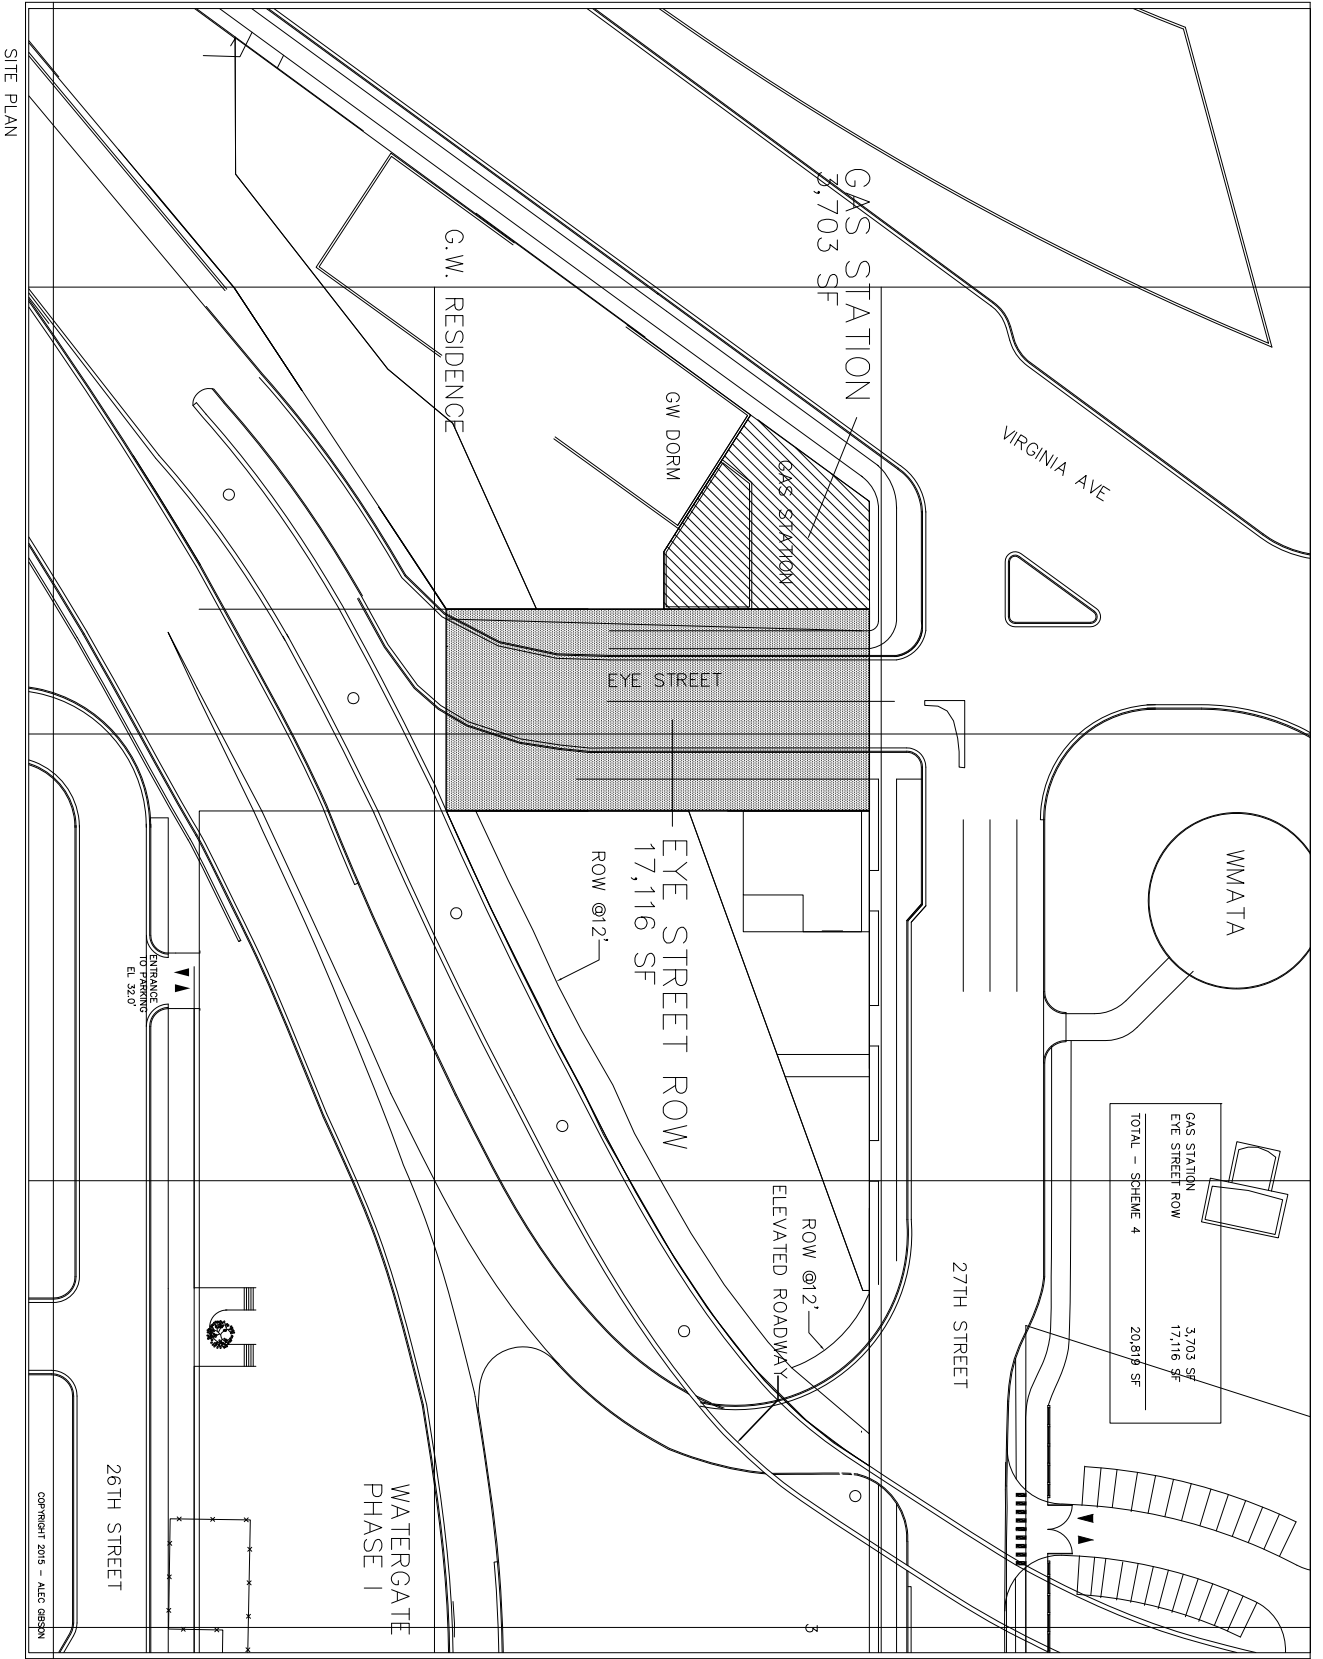 SITE PLAN
GAS STATION
3,703 SF
G.W. RESIDENCE
GW DORM
GAS STATION
VIRGINIA AVE
EYE STREET
EYE STREET ROW
17,116 SF
ROW @12'
WMATA
ENTRANCE
TO PARKING
EL 32.0'
GAS STATION 3,703 SF
EYE STREET ROW 17,116 SF
TOTAL – SCHEME 4 20,819 SF
ROW @12'
ELEVATED ROADWAY
27TH STREET
WATERGATE
PHASE I
26TH STREET
3
COPYRIGHT 2015 – ALEC GIBSON